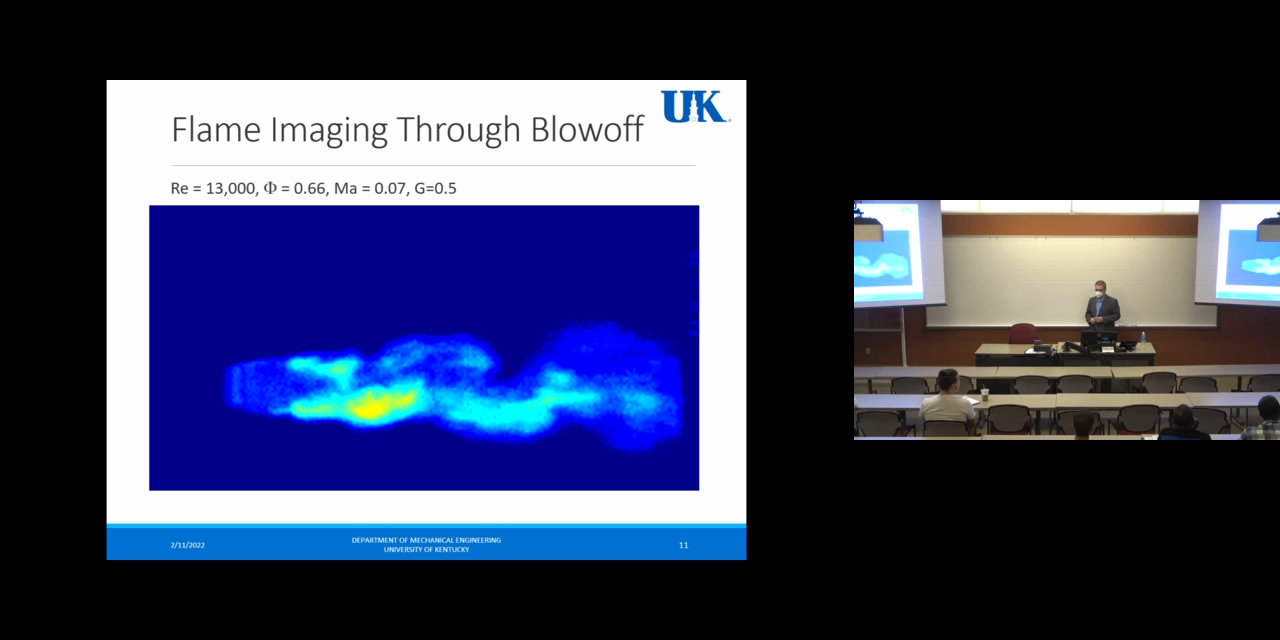 UK
Flame Imaging Through Blowoff
Re = 13,000, Φ = 0.66, Ma = 0.07, G=0.5
2/11/2022
DEPARTMENT OF MECHANICAL ENGINEERING
UNIVERSITY OF KENTUCKY
11